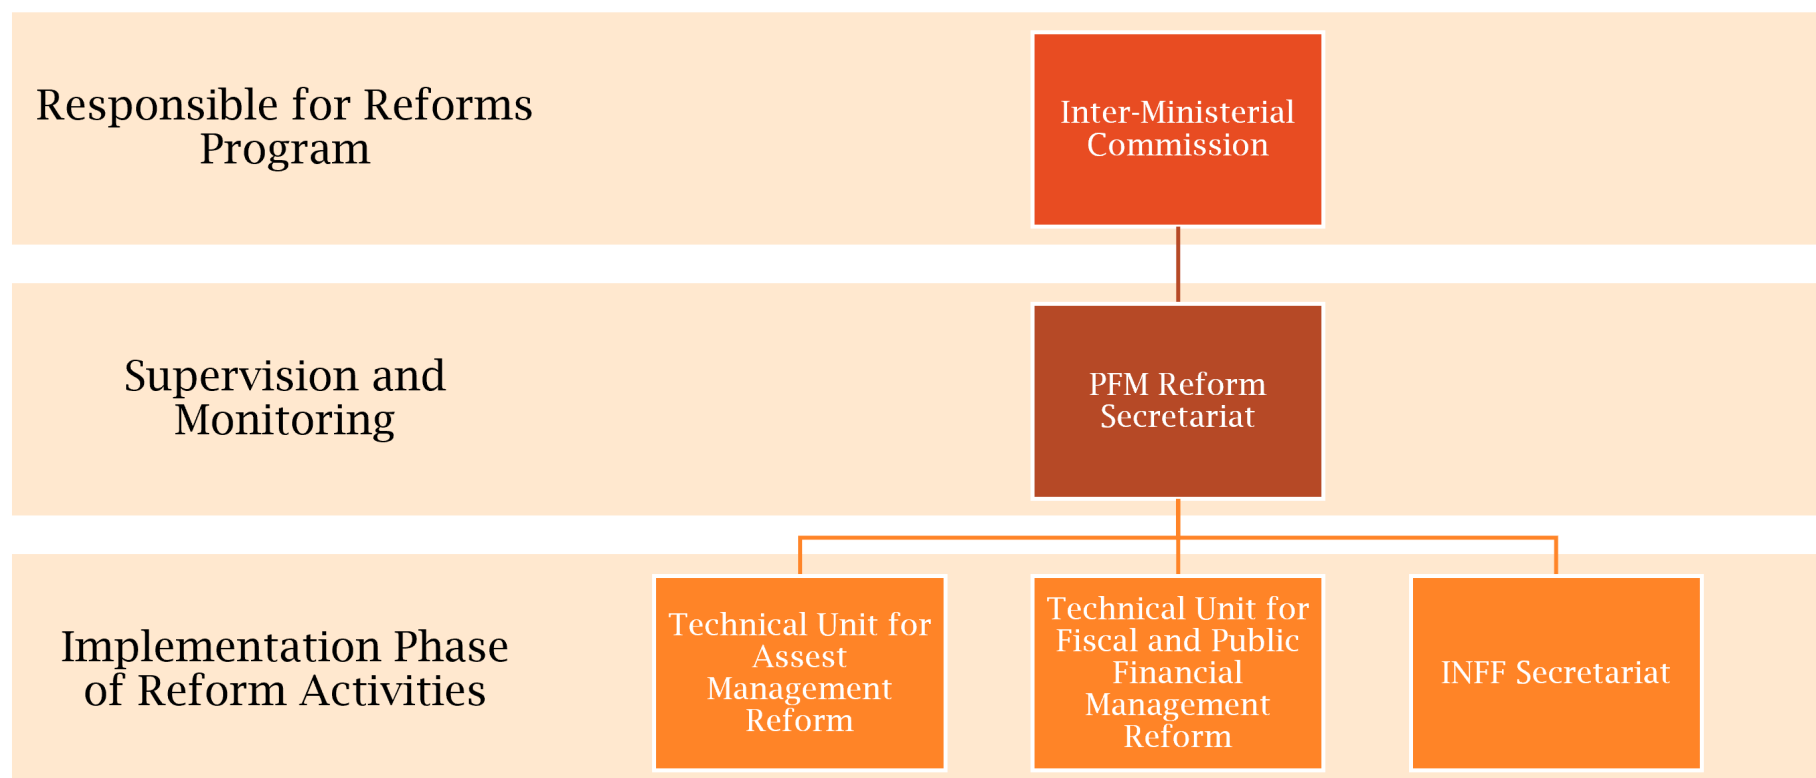 Responsible for Reforms
Program
Inter-Ministerial
Commission
Supervision and
Monitoring
PFM Reform
Secretariat
Implementation Phase
of Reform Activities
Technical Unit for
Assest
Management
Reform
Technical Unit for
Fiscal and Public
Financial
Management
Reform
INFF Secretariat